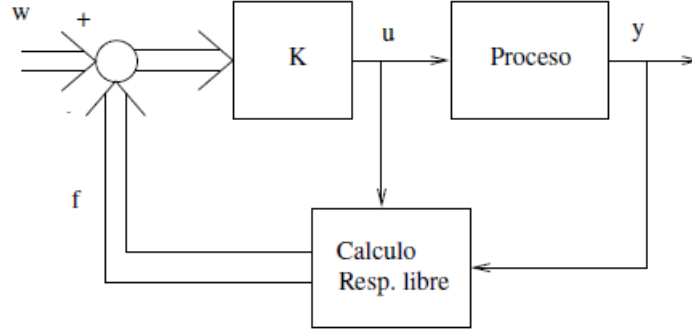 w
+
K
u
Proceso
y
-
f
Calculo
Resp. libre